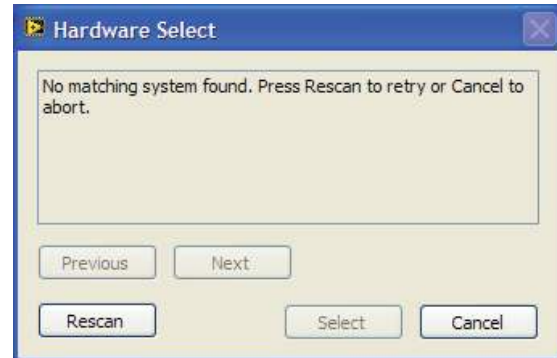 Hardware Select
No matching system found. Press Rescan to retry or Cancel to
abort.
Previous
Next
Rescan
Select
Cancel